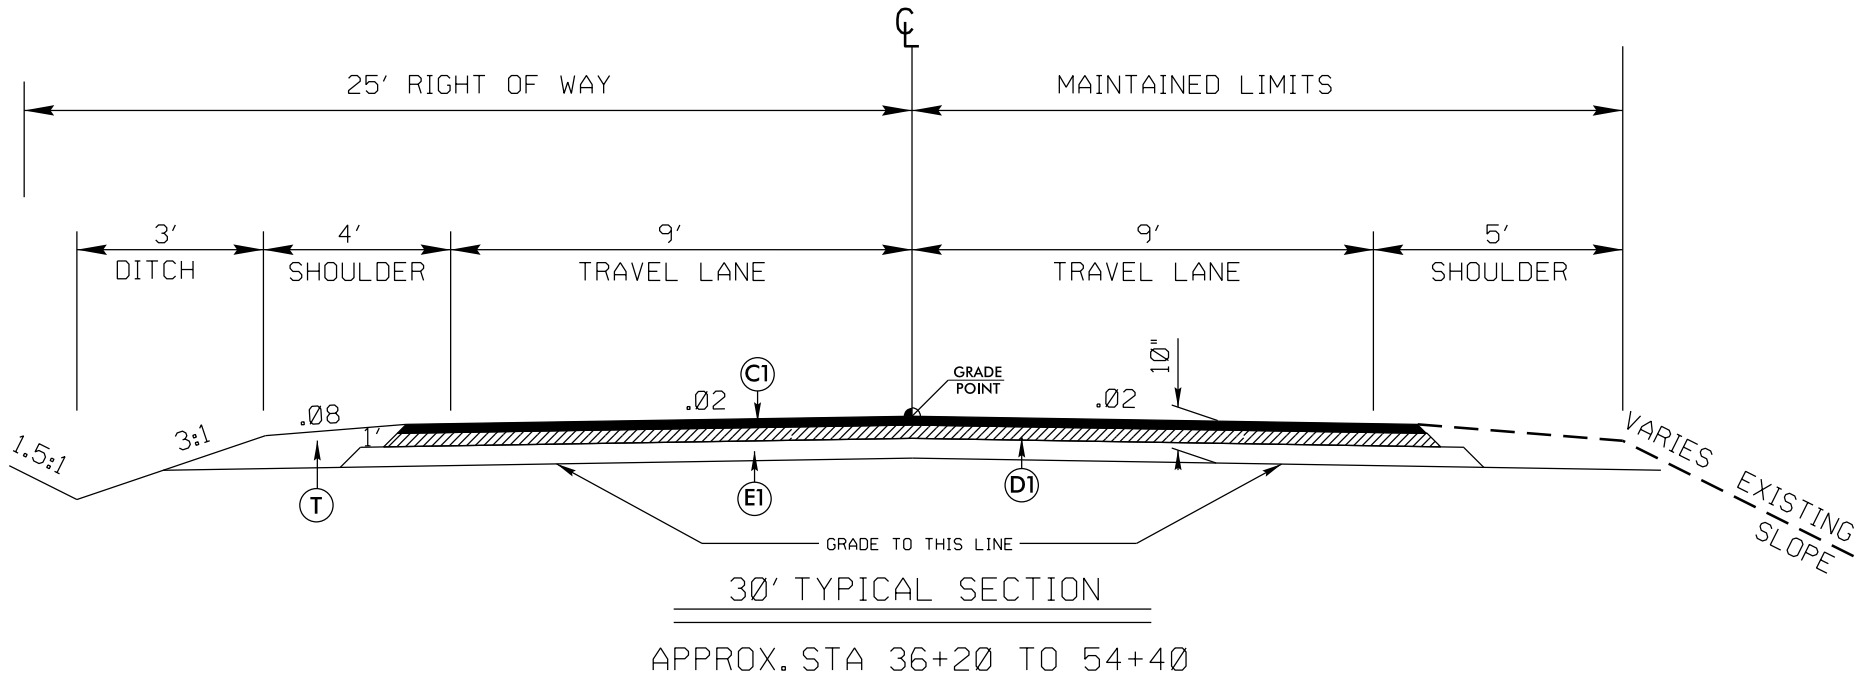 CL
25' RIGHT OF WAY
MAINTAINED LIMITS
3'
4'
9'
9'
5'
DITCH
SHOULDER
TRAVEL LANE
TRAVEL LANE
SHOULDER
10"
C1
GRADE
POINT
.02
.02
.08
1'
1.5:1
3:1
VARIES
EXISTING
SLOPE
T
E1
D1
GRADE TO THIS LINE
30' TYPICAL SECTION
APPROX. STA 36+20 TO 54+40